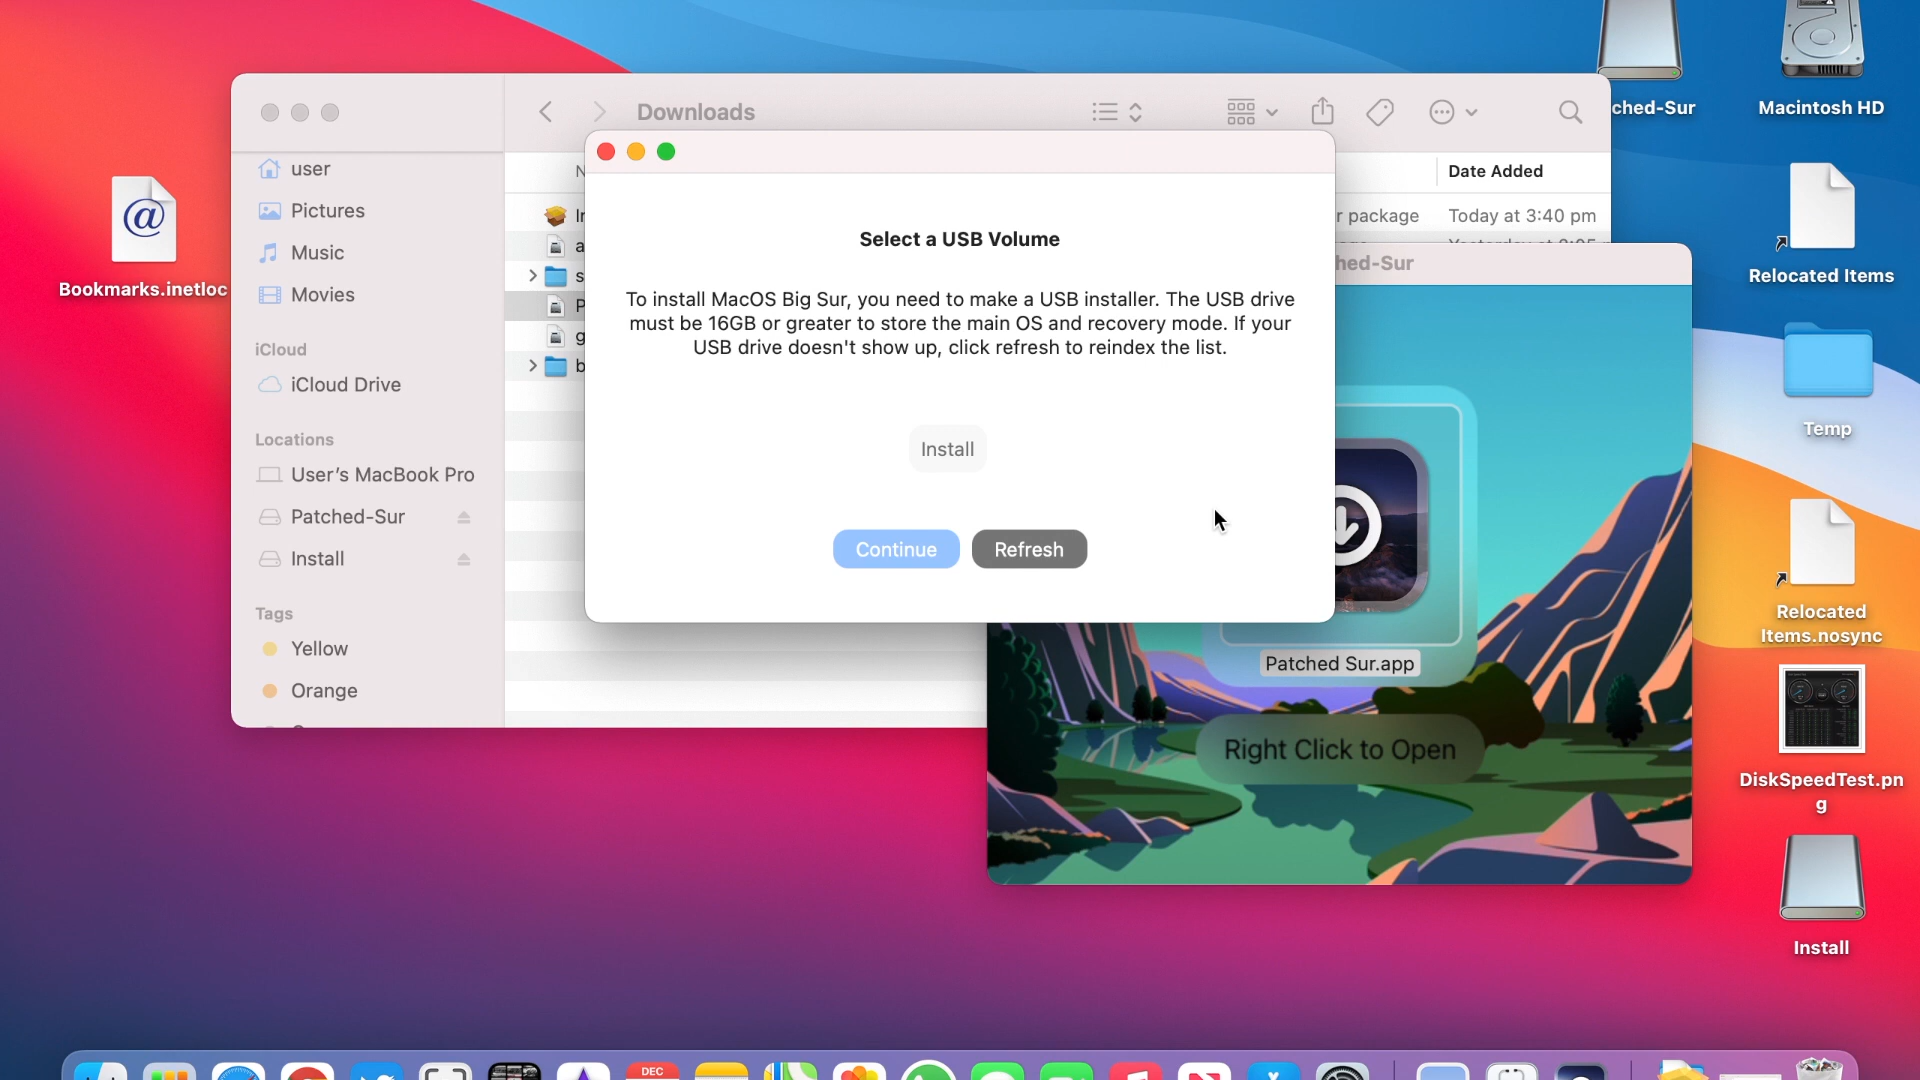 Downloads
user
Pictures
Music
Movies
iCloud
iCloud Drive
Locations
User's MacBook Pro
Patched-Sur
Install
Tags
Yellow
Orange
Date Added
r package
Today at 3:40 pm
Select a USB Volume
To install MacOS Big Sur, you need to make a USB installer. The USB drive
must be 16GB or greater to store the main OS and recovery mode. If your
USB drive doesn't show up, click refresh to reindex the list.
Install
Continue
Refresh
hed-Sur
Patched Sur.app
Right Click to Open
Bookmarks.inetloc
ched-Sur
Macintosh HD
Relocated Items
Temp
Relocated
Items.nosync
DiskSpeedTest.pn
g
Install
DEC